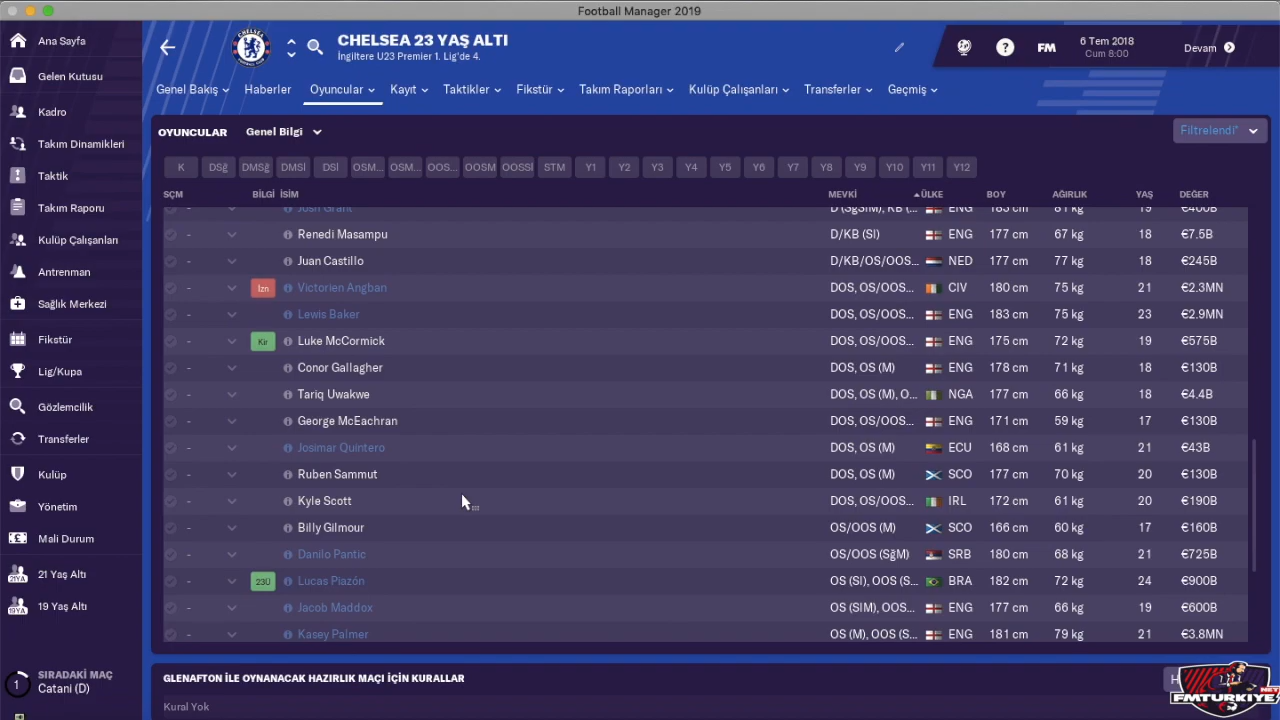 Football Manager 2019
Ana Sayfa
Gelen Kutusu
Kadro
Takım Dinamikleri
Taktik
Takım Raporu
Kulüp Çalışanları
Antrenman
Sağlık Merkezi
Fikstür
Lig/Kupa
Gözlemcilik
Transferler
Kulüp
Yönetim
Mali Durum
21YA 21 Yaş Altı
19YA 19 Yaş Altı
1 SIRADAKİ MAÇ
Catani (D)
CHELSEA 23 YAŞ ALTI
İngiltere U23 Premier 1. Lig'de 4.
? FM 6 Tem 2018 Devam
Cum 8:00
Genel Bakış Haberler Oyuncular Kayıt Taktikler Fikstür Takım Raporları Kulüp Çalışanları Transferler Geçmiş
OYUNCULAR Genel Bilgi Filtrelendi*
K DSğ DMSğ DMSl DSl OSM... OSM... OOS... OOSM OOSSl STM Y1 Y2 Y3 Y4 Y5 Y6 Y7 Y8 Y9 Y10 Y11 Y12
SÇM BİLGİ İSİM MEVKİ ÜLKE BOY AĞIRLIK YAŞ DEĞER
- Josh Grant D (SğSlM), KB (... ENG 183 cm 81 kg 19 €400B
- Renedi Masampu D/KB (Sl) ENG 177 cm 67 kg 18 €7.5B
- Juan Castillo D/KB/OS/OOS... NED 177 cm 77 kg 18 €245B
- İzn Victorien Angban DOS, OS/OOS... CIV 180 cm 75 kg 21 €2.3MN
- Lewis Baker DOS, OS/OOS... ENG 183 cm 75 kg 23 €2.9MN
- Kir Luke McCormick DOS, OS/OOS... ENG 175 cm 72 kg 19 €575B
- Conor Gallagher DOS, OS (M) ENG 178 cm 71 kg 18 €130B
- Tariq Uwakwe DOS, OS (M), O... NGA 177 cm 66 kg 18 €4.4B
- George McEachran DOS, OS/OOS... ENG 171 cm 59 kg 17 €130B
- Josimar Quintero DOS, OS (M) ECU 168 cm 61 kg 21 €43B
- Ruben Sammut DOS, OS (M) SCO 177 cm 70 kg 20 €130B
- Kyle Scott DOS, OS/OOS... IRL 172 cm 61 kg 20 €190B
- Billy Gilmour OS/OOS (M) SCO 166 cm 60 kg 17 €160B
- Danilo Pantic OS/OOS (SğM) SRB 180 cm 68 kg 21 €725B
- 23Ü Lucas Piazón OS (Sl), OOS (S... BRA 182 cm 72 kg 24 €900B
- Jacob Maddox OS (SlM), OOS... ENG 177 cm 66 kg 19 €600B
- Kasey Palmer OS (M), OOS (S... ENG 181 cm 79 kg 21 €3.8MN
GLENAFTON İLE OYNANACAK HAZIRLIK MAÇI İÇİN KURALLAR
Kural Yok
FMTURKIYE.NET